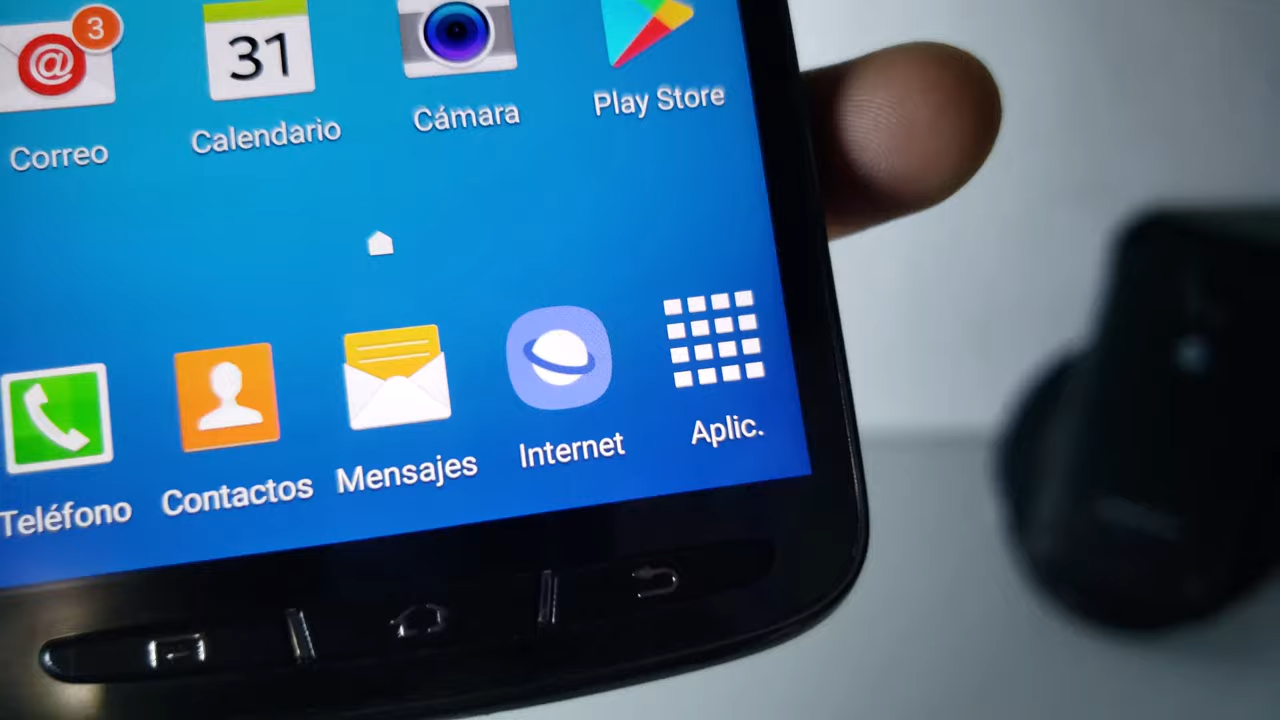 3
@
31
Correo
Calendario
Cámara
Play Store
Teléfono
Contactos
Mensajes
Internet
Aplic.